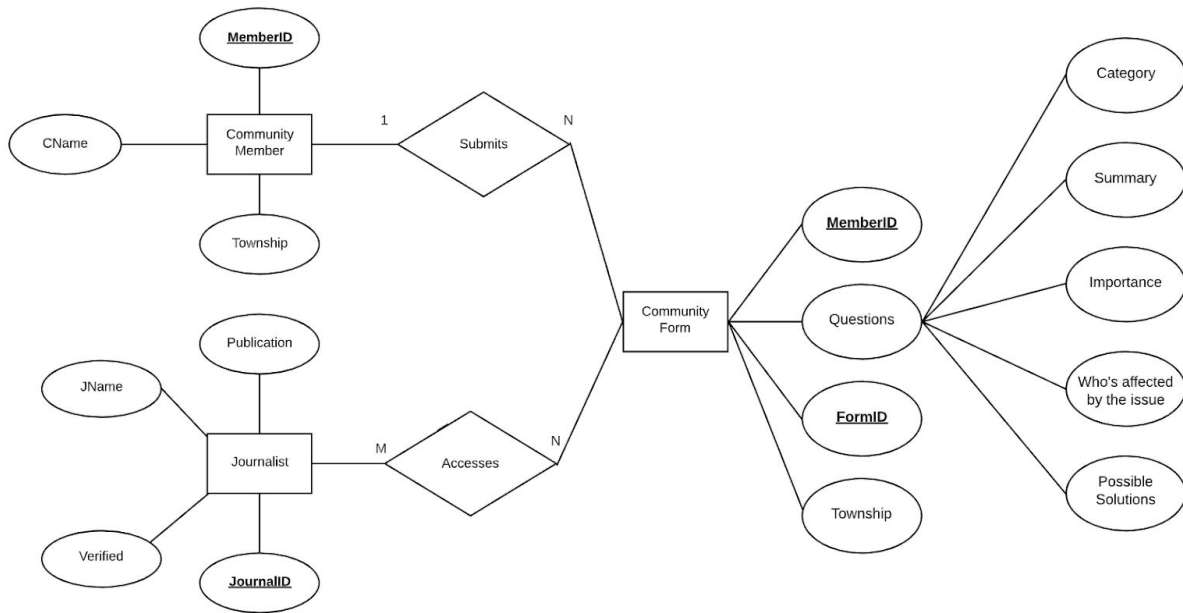 MemberID
Category
CName
Community
Member
1
Submits
N
Summary
MemberID
Township
Importance
Community
Form
Questions
Publication
JName
Who's affected
by the issue
FormID
Journalist
M
Accesses
N
Possible
Solutions
Township
Verified
JournalID